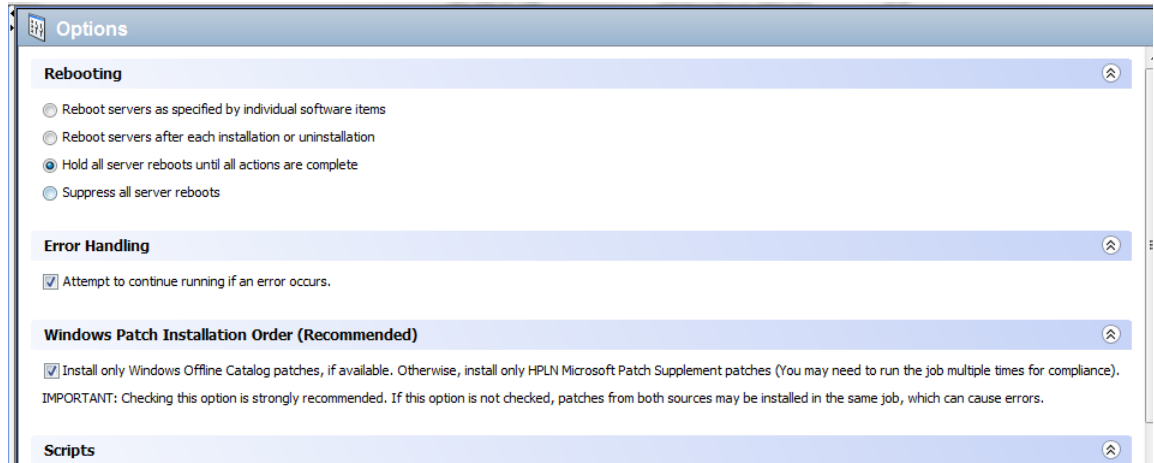 Options
Rebooting
Reboot servers as specified by individual software items
Reboot servers after each installation or uninstallation
Hold all server reboots until all actions are complete
Suppress all server reboots
Error Handling
Attempt to continue running if an error occurs.
Windows Patch Installation Order (Recommended)
Install only Windows Offline Catalog patches, if available. Otherwise, install only HPLN Microsoft Patch Supplement patches (You may need to run the job multiple times for compliance).
IMPORTANT: Checking this option is strongly recommended. If this option is not checked, patches from both sources may be installed in the same job, which can cause errors.
Scripts